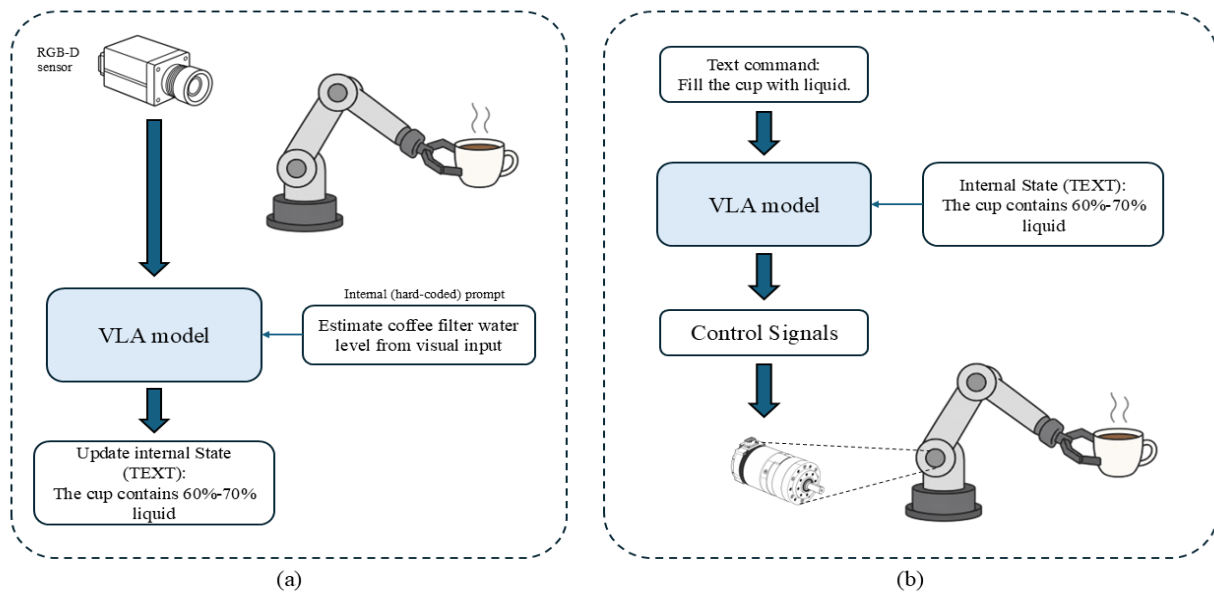 RGB-D
sensor
VLA model
Internal (hard-coded) prompt
Estimate coffee filter water
level from visual input
Update internal State
(TEXT):
The cup contains 60%-70%
liquid
(a)
Text command:
Fill the cup with liquid.
VLA model
Internal State (TEXT):
The cup contains 60%-70%
liquid
Control Signals
(b)